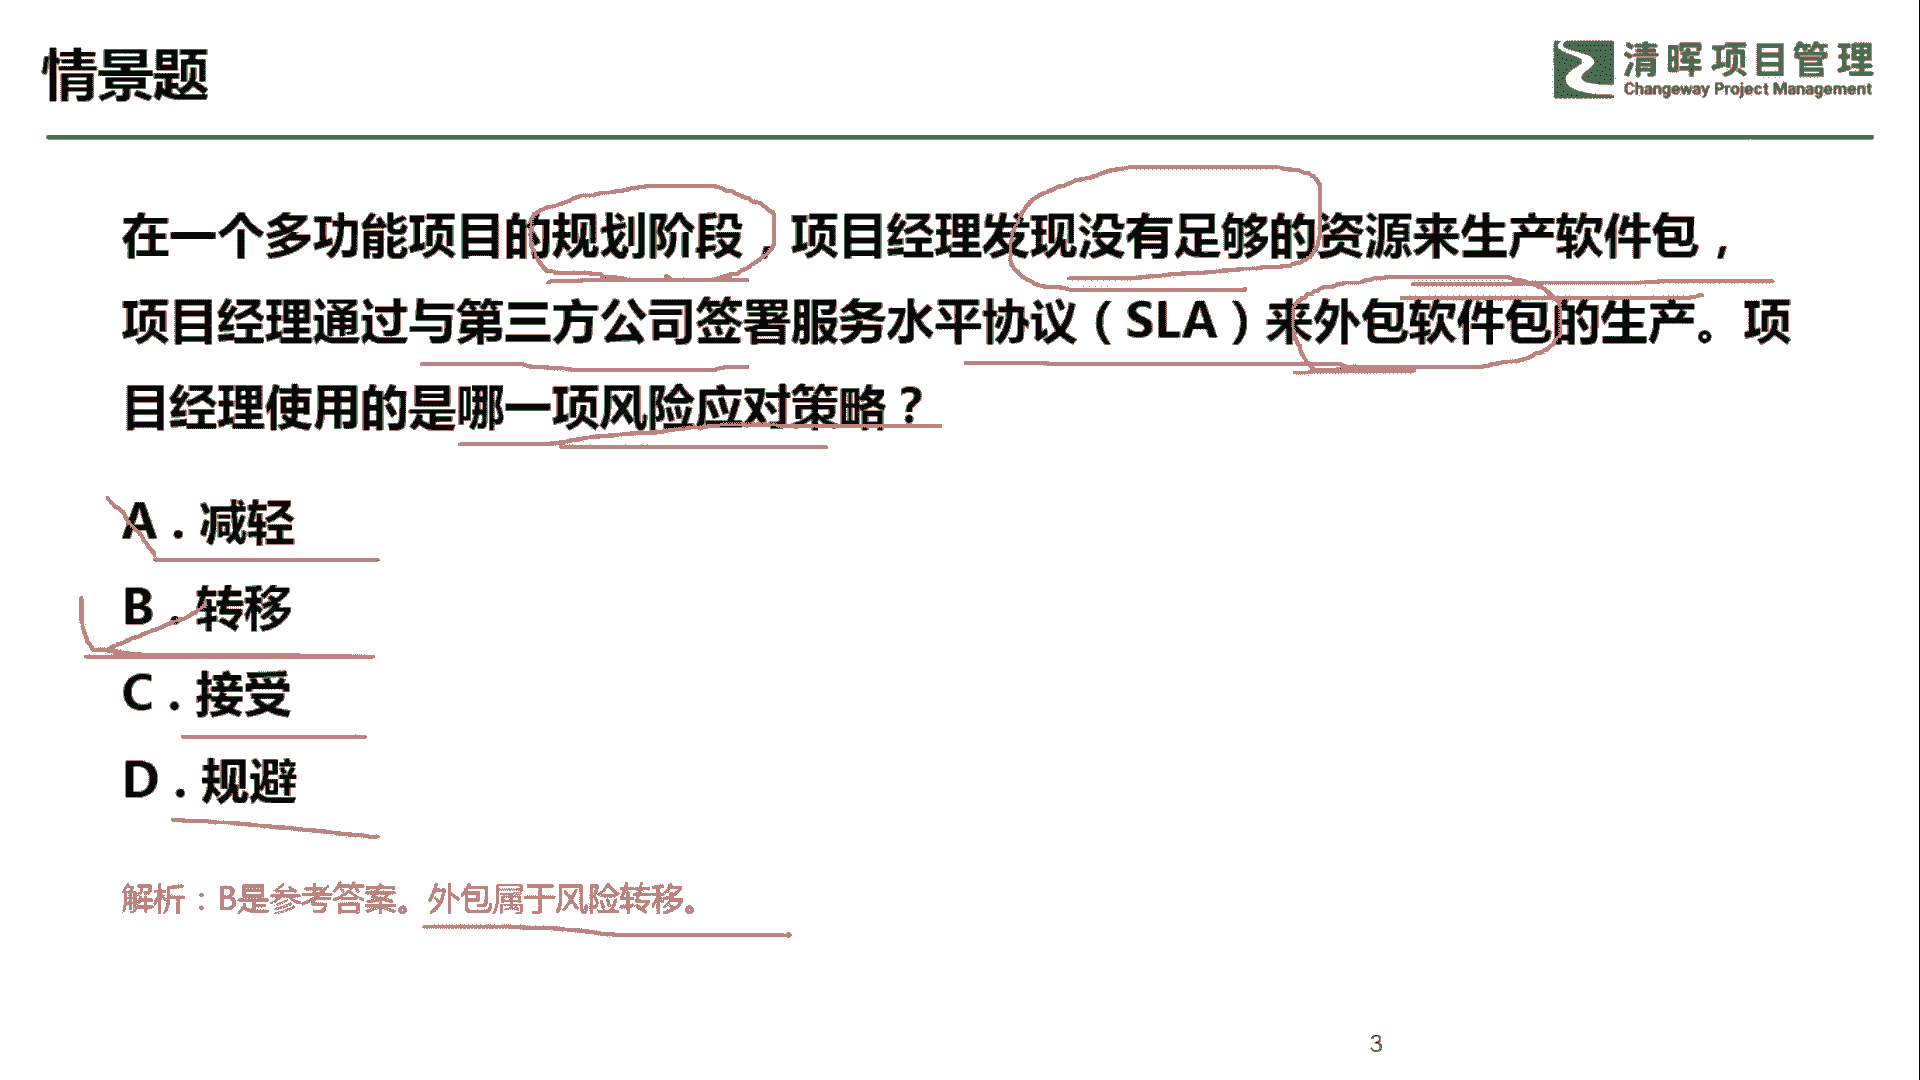 情景题
清晖项目管理
Changeway Project Management
在一个多功能项目的规划阶段，项目经理发现没有足够的资源来生产软件包，
项目经理通过与第三方公司签署服务水平协议（SLA）来外包软件包的生产。项
目经理使用的是哪一项风险应对策略？
A . 减轻
B . 转移
C . 接受
D . 规避
解析：B是参考答案。外包属于风险转移。
3